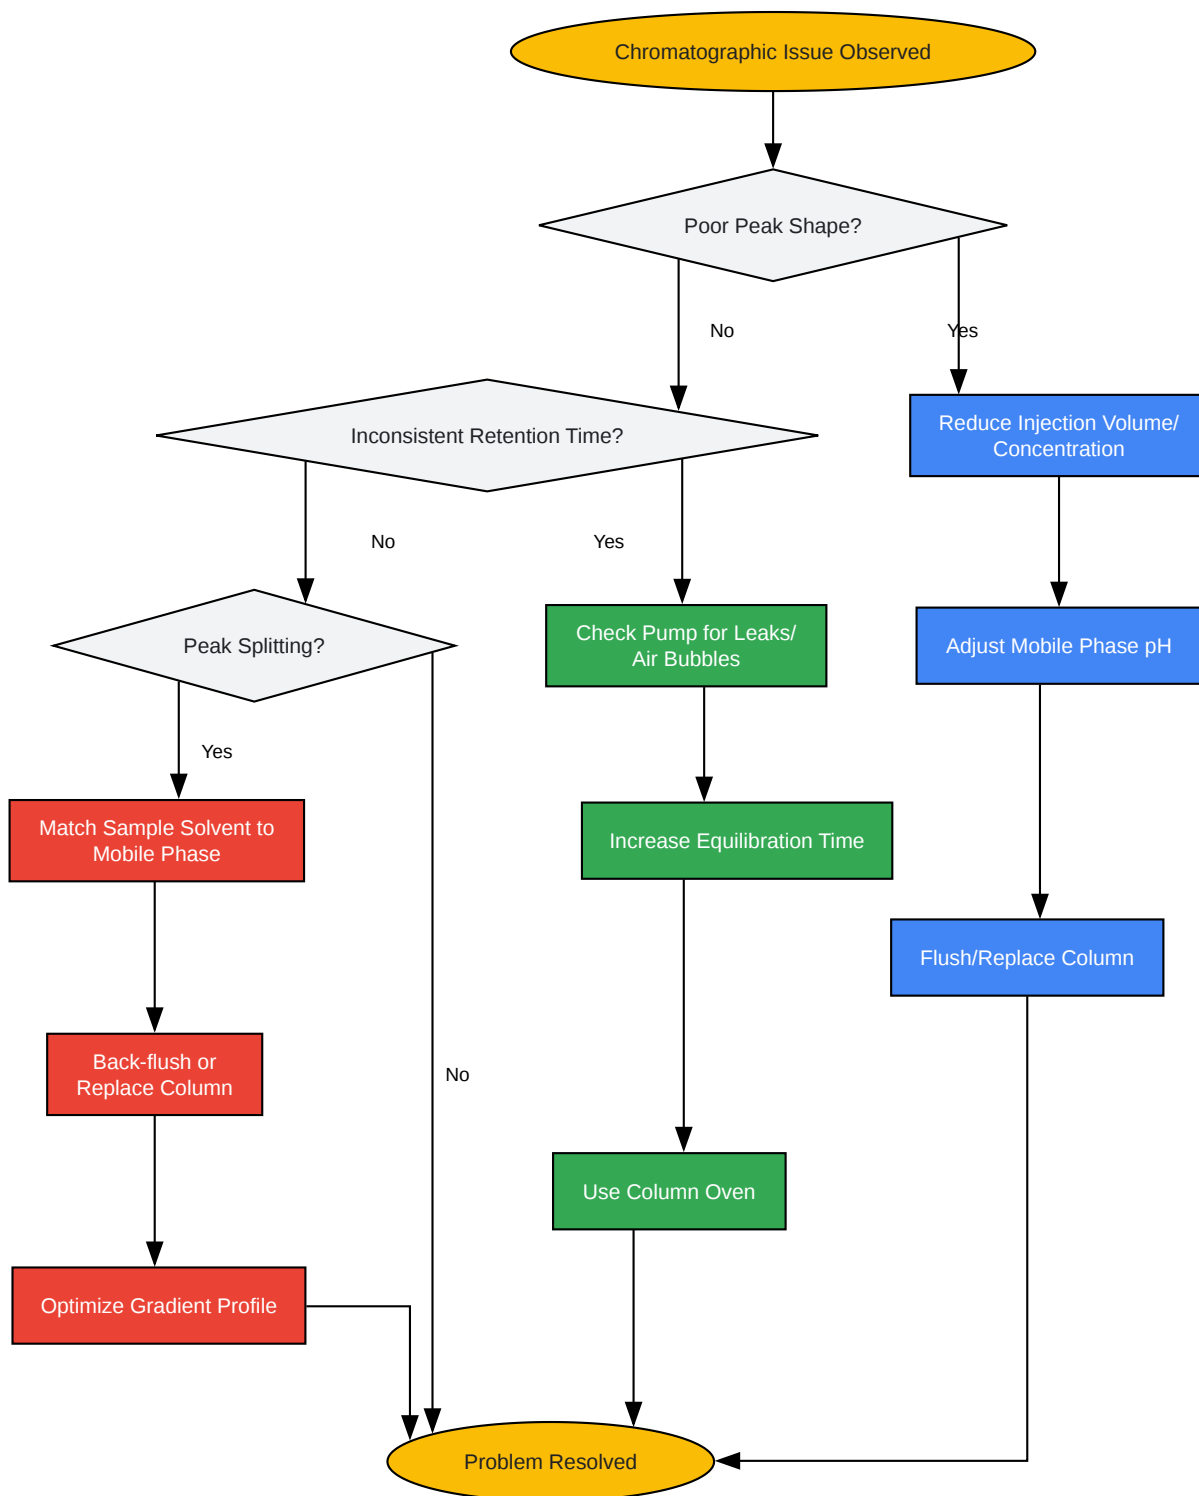 Chromatographic Issue Observed
Poor Peak Shape?
No
Yes
Inconsistent Retention Time?
Reduce Injection Volume/
Concentration
No
Yes
Peak Splitting?
Check Pump for Leaks/
Air Bubbles
Adjust Mobile Phase pH
Yes
Match Sample Solvent to
Mobile Phase
Increase Equilibration Time
Flush/Replace Column
Back-flush or
Replace Column
No
Use Column Oven
Optimize Gradient Profile
Problem Resolved